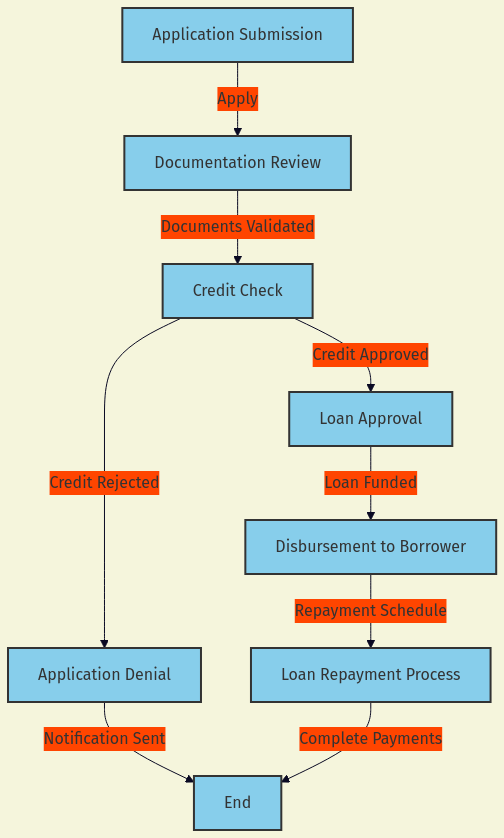 Application Submission
Apply
Documentation Review
Documents Validated
Credit Check
Credit Approved
Loan Approval
Credit Rejected
Loan Funded
Disbursement to Borrower
Repayment Schedule
Application Denial
Loan Repayment Process
Notification Sent
Complete Payments
End